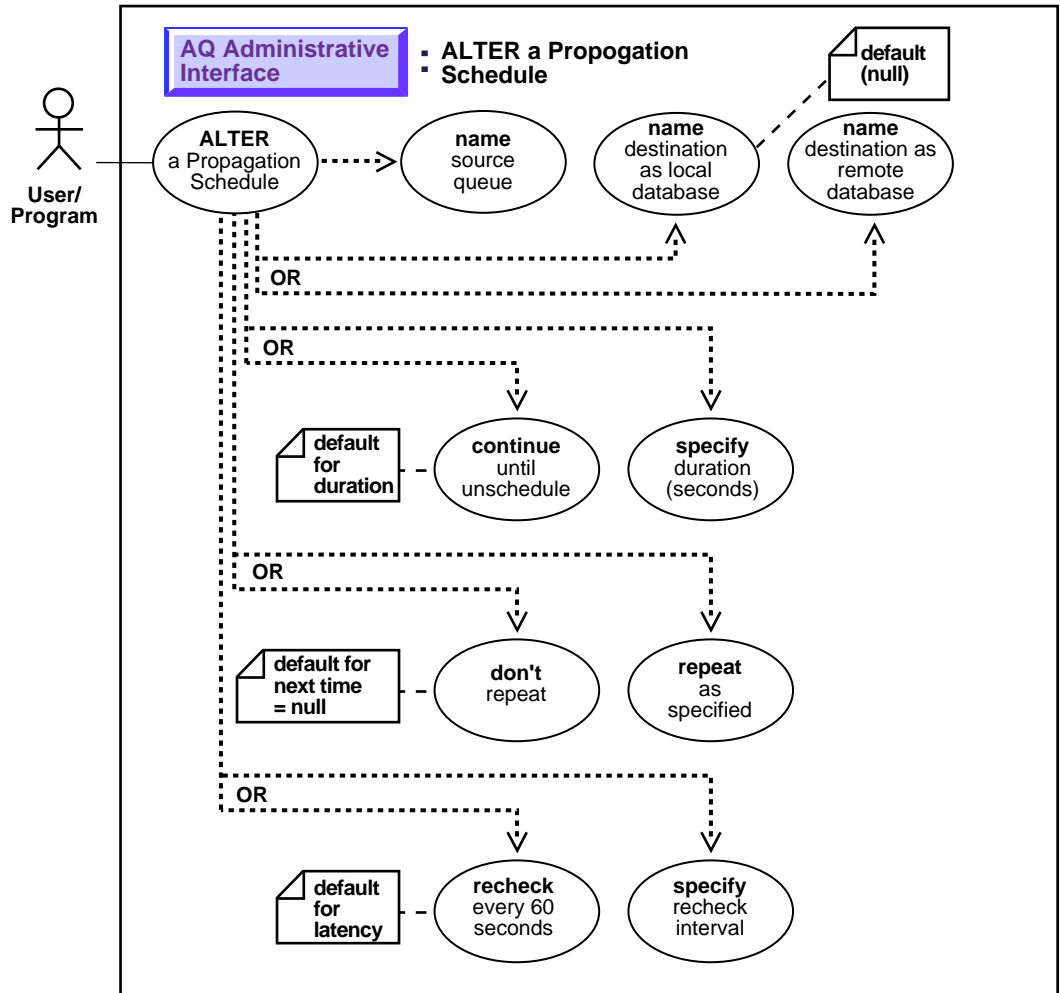 AQ Administrative
Interface
: ALTER a Propogation
Schedule
default
(null)
User/
Program
ALTER
a Propagation
Schedule
name
source
queue
name
destination
as local
database
name
destination as
remote
database
OR
OR
default
for
duration
continue
until
unschedule
specify
duration
(seconds)
OR
default for
next time
= null
don't
repeat
repeat
as
specified
OR
default
for
latency
recheck
every 60
seconds
specify
recheck
interval